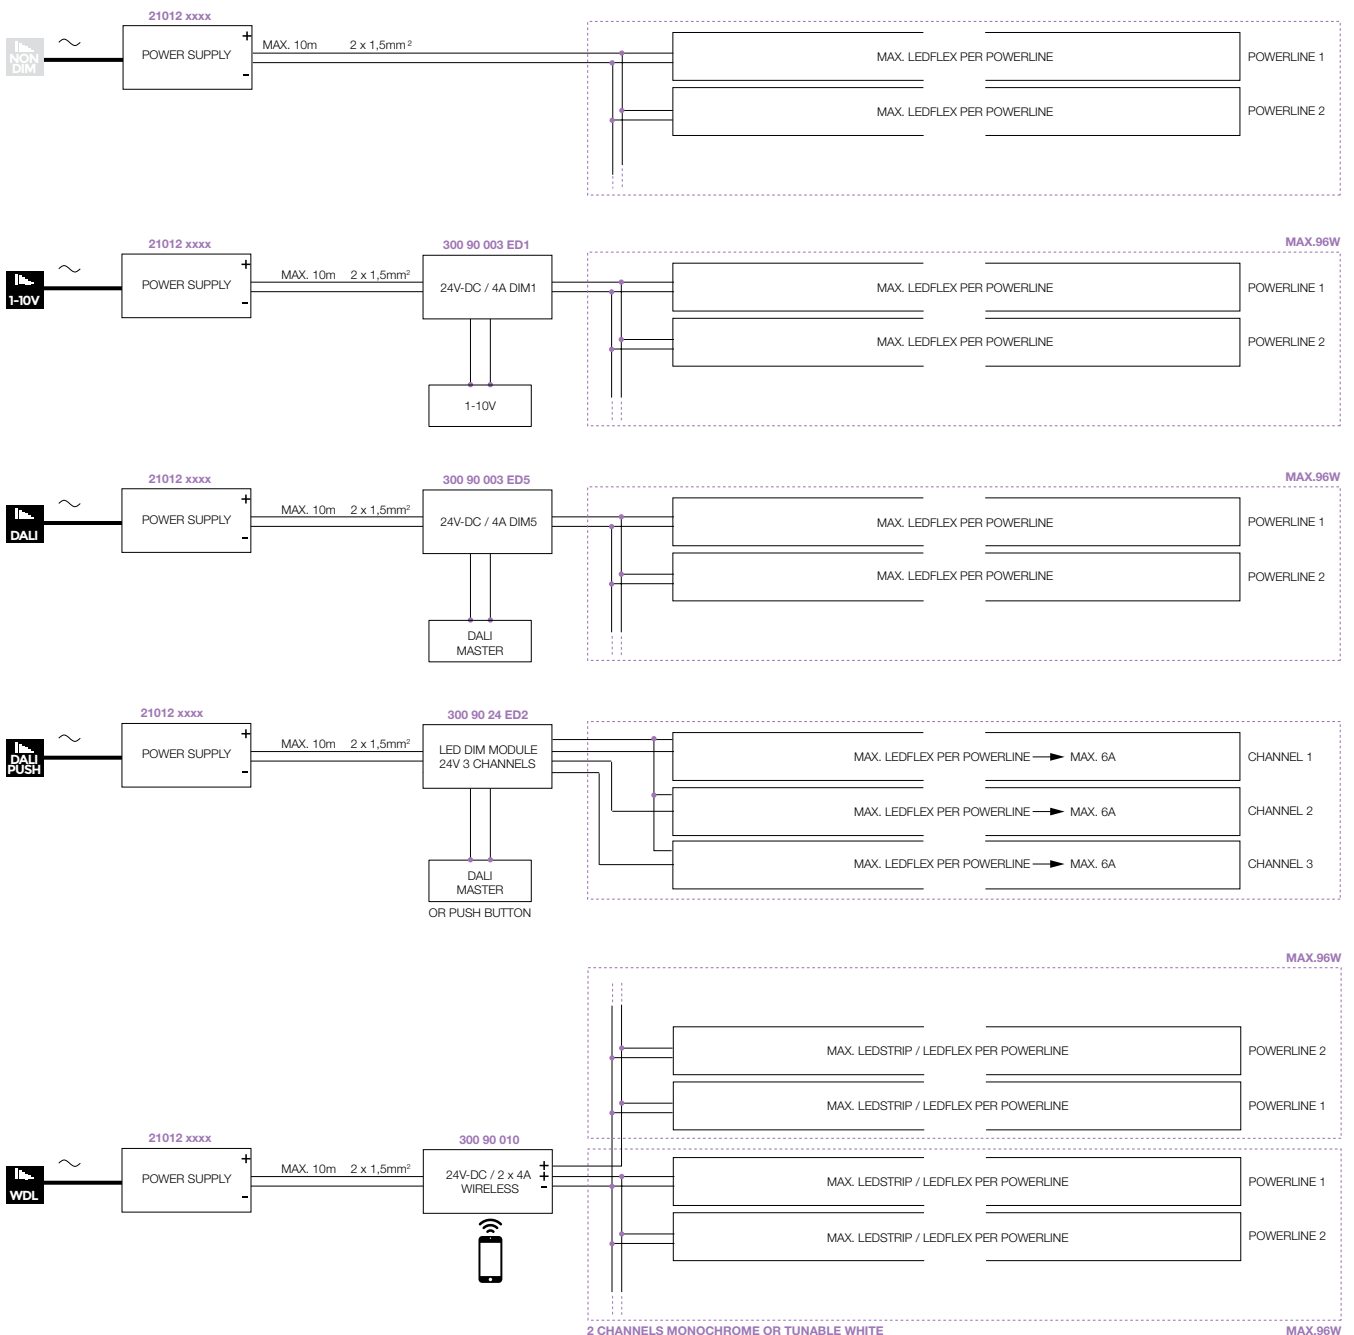 21012 xxxx
NON
DIM
POWER SUPPLY
+
-
MAX. 10m 2 x 1,5mm²
MAX. LEDFLEX PER POWERLINE
POWERLINE 1
MAX. LEDFLEX PER POWERLINE
POWERLINE 2
21012 xxxx
300 90 003 ED1
MAX.96W
1-10V
POWER SUPPLY
+
-
MAX. 10m 2 x 1,5mm²
24V-DC / 4A DIM1
1-10V
MAX. LEDFLEX PER POWERLINE
POWERLINE 1
MAX. LEDFLEX PER POWERLINE
POWERLINE 2
21012 xxxx
300 90 003 ED5
MAX.96W
DALI
POWER SUPPLY
+
-
MAX. 10m 2 x 1,5mm²
24V-DC / 4A DIM5
DALI
MASTER
MAX. LEDFLEX PER POWERLINE
POWERLINE 1
MAX. LEDFLEX PER POWERLINE
POWERLINE 2
21012 xxxx
300 90 24 ED2
DALI
PUSH
POWER SUPPLY
+
-
MAX. 10m 2 x 1,5mm²
LED DIM MODULE
24V 3 CHANNELS
DALI
MASTER
OR PUSH BUTTON
MAX. LEDFLEX PER POWERLINE MAX. 6A
CHANNEL 1
MAX. LEDFLEX PER POWERLINE MAX. 6A
CHANNEL 2
MAX. LEDFLEX PER POWERLINE MAX. 6A
CHANNEL 3
MAX.96W
MAX. LEDSTRIP / LEDFLEX PER POWERLINE
POWERLINE 2
MAX. LEDSTRIP / LEDFLEX PER POWERLINE
POWERLINE 1
21012 xxxx
300 90 010
WDL
POWER SUPPLY
+
-
MAX. 10m 2 x 1,5mm²
24V-DC / 2 x 4A
WIRELESS
+
+
-
MAX. LEDSTRIP / LEDFLEX PER POWERLINE
POWERLINE 1
MAX. LEDSTRIP / LEDFLEX PER POWERLINE
POWERLINE 2
2 CHANNELS MONOCHROME OR TUNABLE WHITE
MAX.96W